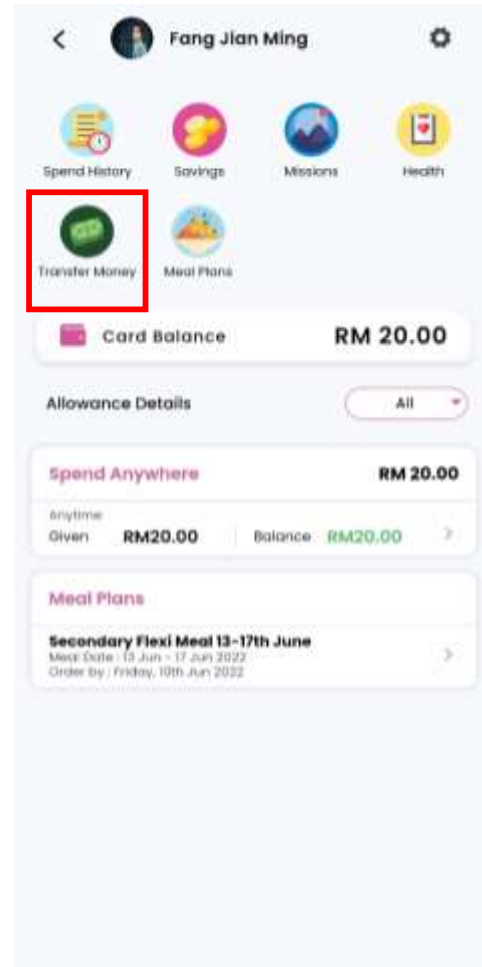 Fang Jian Ming
Spend History Savings Missions Health
Transfer Money Meal Plans
Card Balance RM 20.00
Allowance Details All
Spend Anywhere RM 20.00
Anytime
Given RM20.00 Balance RM20.00
Meal Plans
Secondary Flexi Meal 13-17th June
Meal Date : 13 Jun - 17 Jun 2022
Order by : Friday, 10th Jun 2022